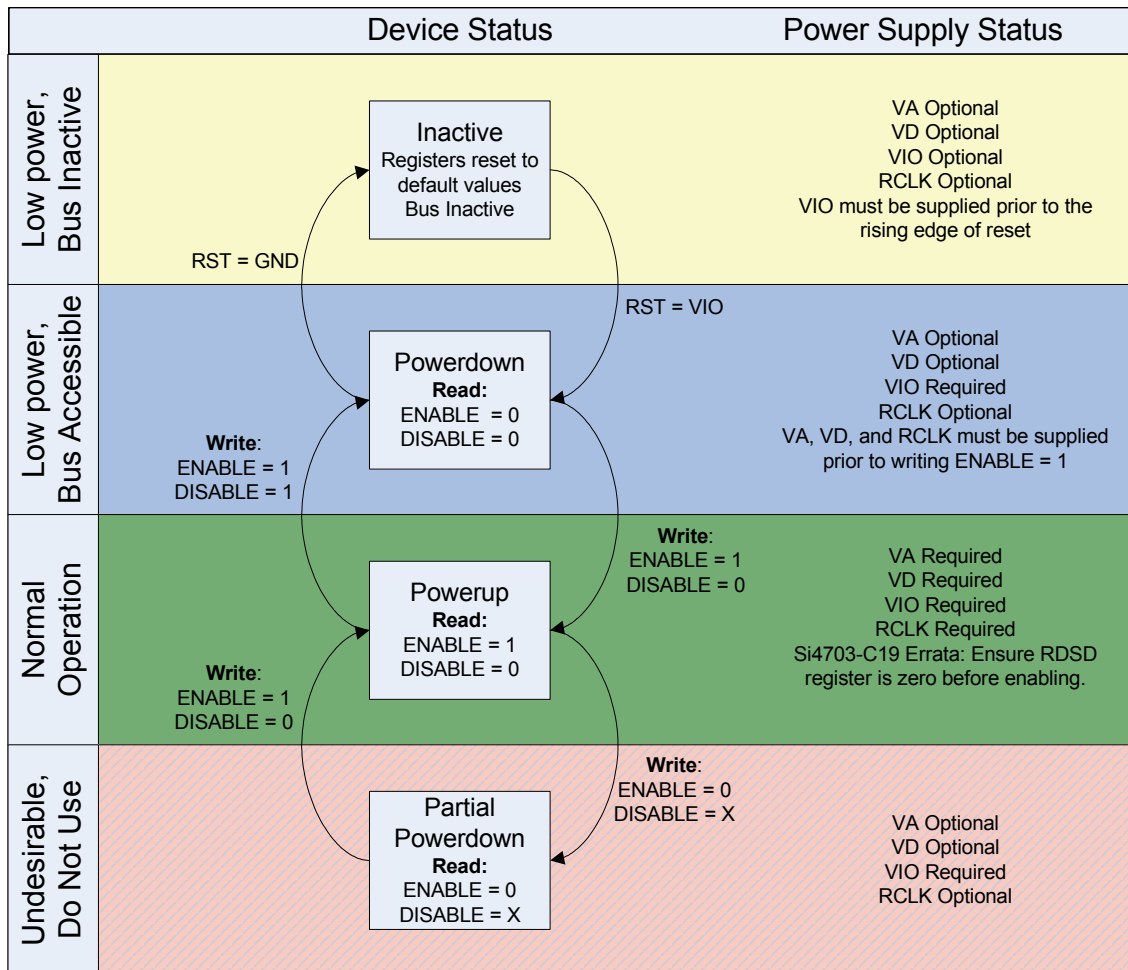 Device Status
Power Supply Status
Low power,
Bus Inactive
Inactive
Registers reset to
default values
Bus Inactive
RST = GND
RST = VIO
VA Optional
VD Optional
VIO Optional
RCLK Optional
VIO must be supplied prior to the
rising edge of reset
Low power,
Bus Accessible
Powerdown
Read:
ENABLE = 0
DISABLE = 0
Write:
ENABLE = 1
DISABLE = 1
VA Optional
VD Optional
VIO Required
RCLK Optional
VA, VD, and RCLK must be supplied
prior to writing ENABLE = 1
Normal
Operation
Powerup
Read:
ENABLE = 1
DISABLE = 0
Write:
ENABLE = 1
DISABLE = 0
Write:
ENABLE = 1
DISABLE = 0
VA Required
VD Required
VIO Required
RCLK Required
Si4703-C19 Errata: Ensure RDSD
register is zero before enabling.
Undesirable,
Do Not Use
Partial
Powerdown
Read:
ENABLE = 0
DISABLE = X
Write:
ENABLE = 0
DISABLE = X
VA Optional
VD Optional
VIO Required
RCLK Optional